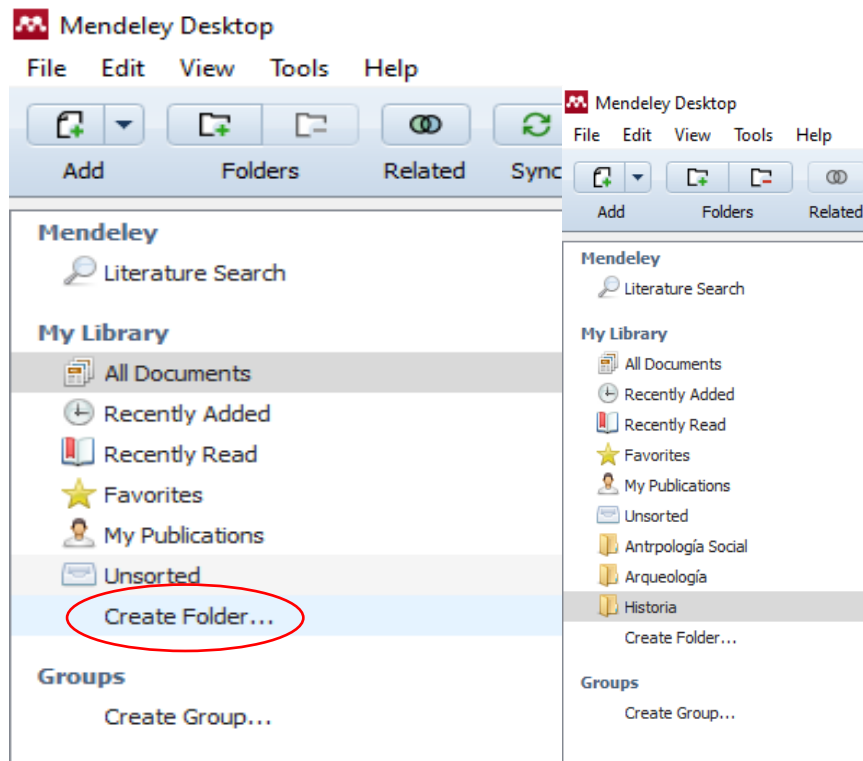 Mendeley Desktop
File Edit View Tools Help
Add Folders Related Sync
Mendeley
Literature Search
My Library
All Documents
Recently Added
Recently Read
Favorites
My Publications
Unsorted
Create Folder...
Groups
Create Group...
Mendeley Desktop
File Edit View Tools Help
Add Folders Related
Mendeley
Literature Search
My Library
All Documents
Recently Added
Recently Read
Favorites
My Publications
Unsorted
Antrpología Social
Arqueología
Historia
Create Folder...
Groups
Create Group...